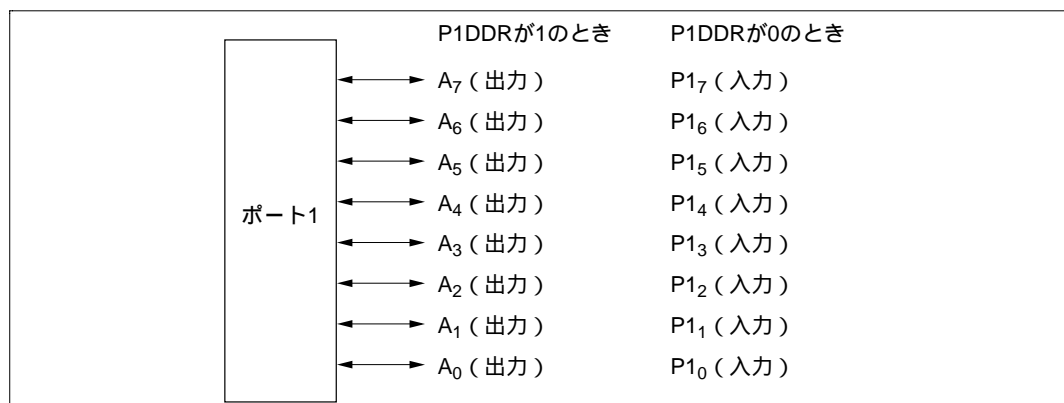 P1DDRが1のとき P1DDRが0のとき
A7（出力） P17（入力）
A6（出力） P16（入力）
A5（出力） P15（入力）
A4（出力） P14（入力）
ポート1
A3（出力） P13（入力）
A2（出力） P12（入力）
A1（出力） P11（入力）
A0（出力） P10（入力）